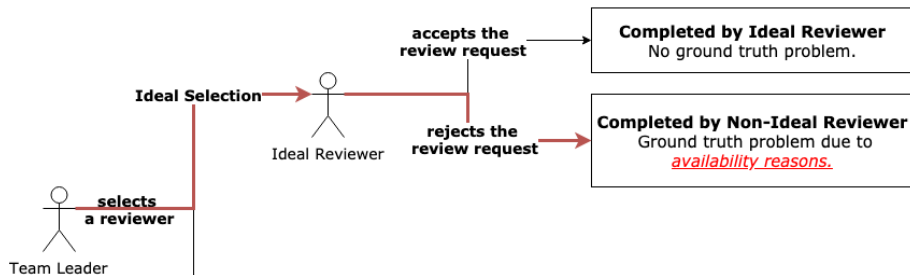 accepts the
review request
Completed by Ideal Reviewer
No ground truth problem.
Ideal Selection
Ideal Reviewer
rejects the
review request
Completed by Non-Ideal Reviewer
Ground truth problem due to
availability reasons.
selects
a reviewer
Team Leader